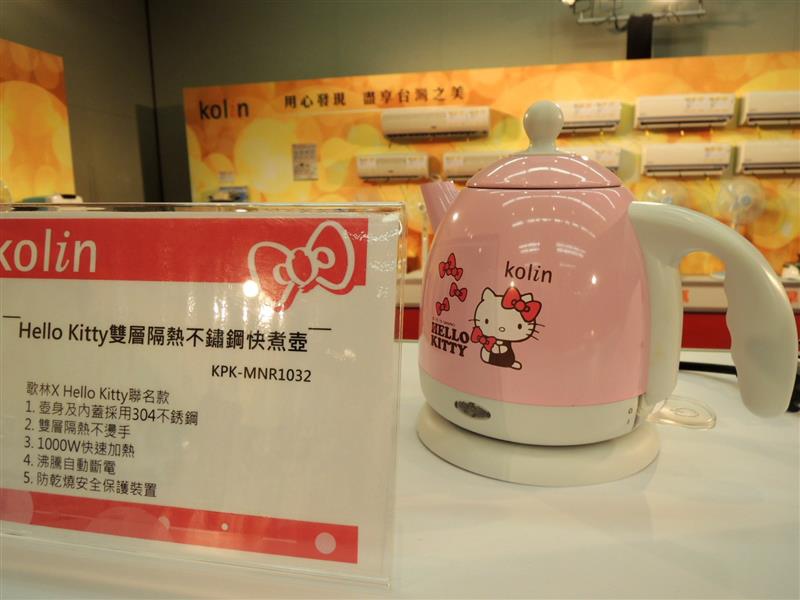 kolin
用心發現 盡享台灣之美
kolin
Hello Kitty雙層隔熱不鏽鋼快煮壺
KPK-MNR1032
歌林X Hello Kitty聯名款
1. 壺身及內蓋採用304不銹鋼
2. 雙層隔熱不燙手
3. 1000W快速加熱
4. 沸騰自動斷電
5. 防乾燒安全保護裝置
kolin
HELLO
KITTY